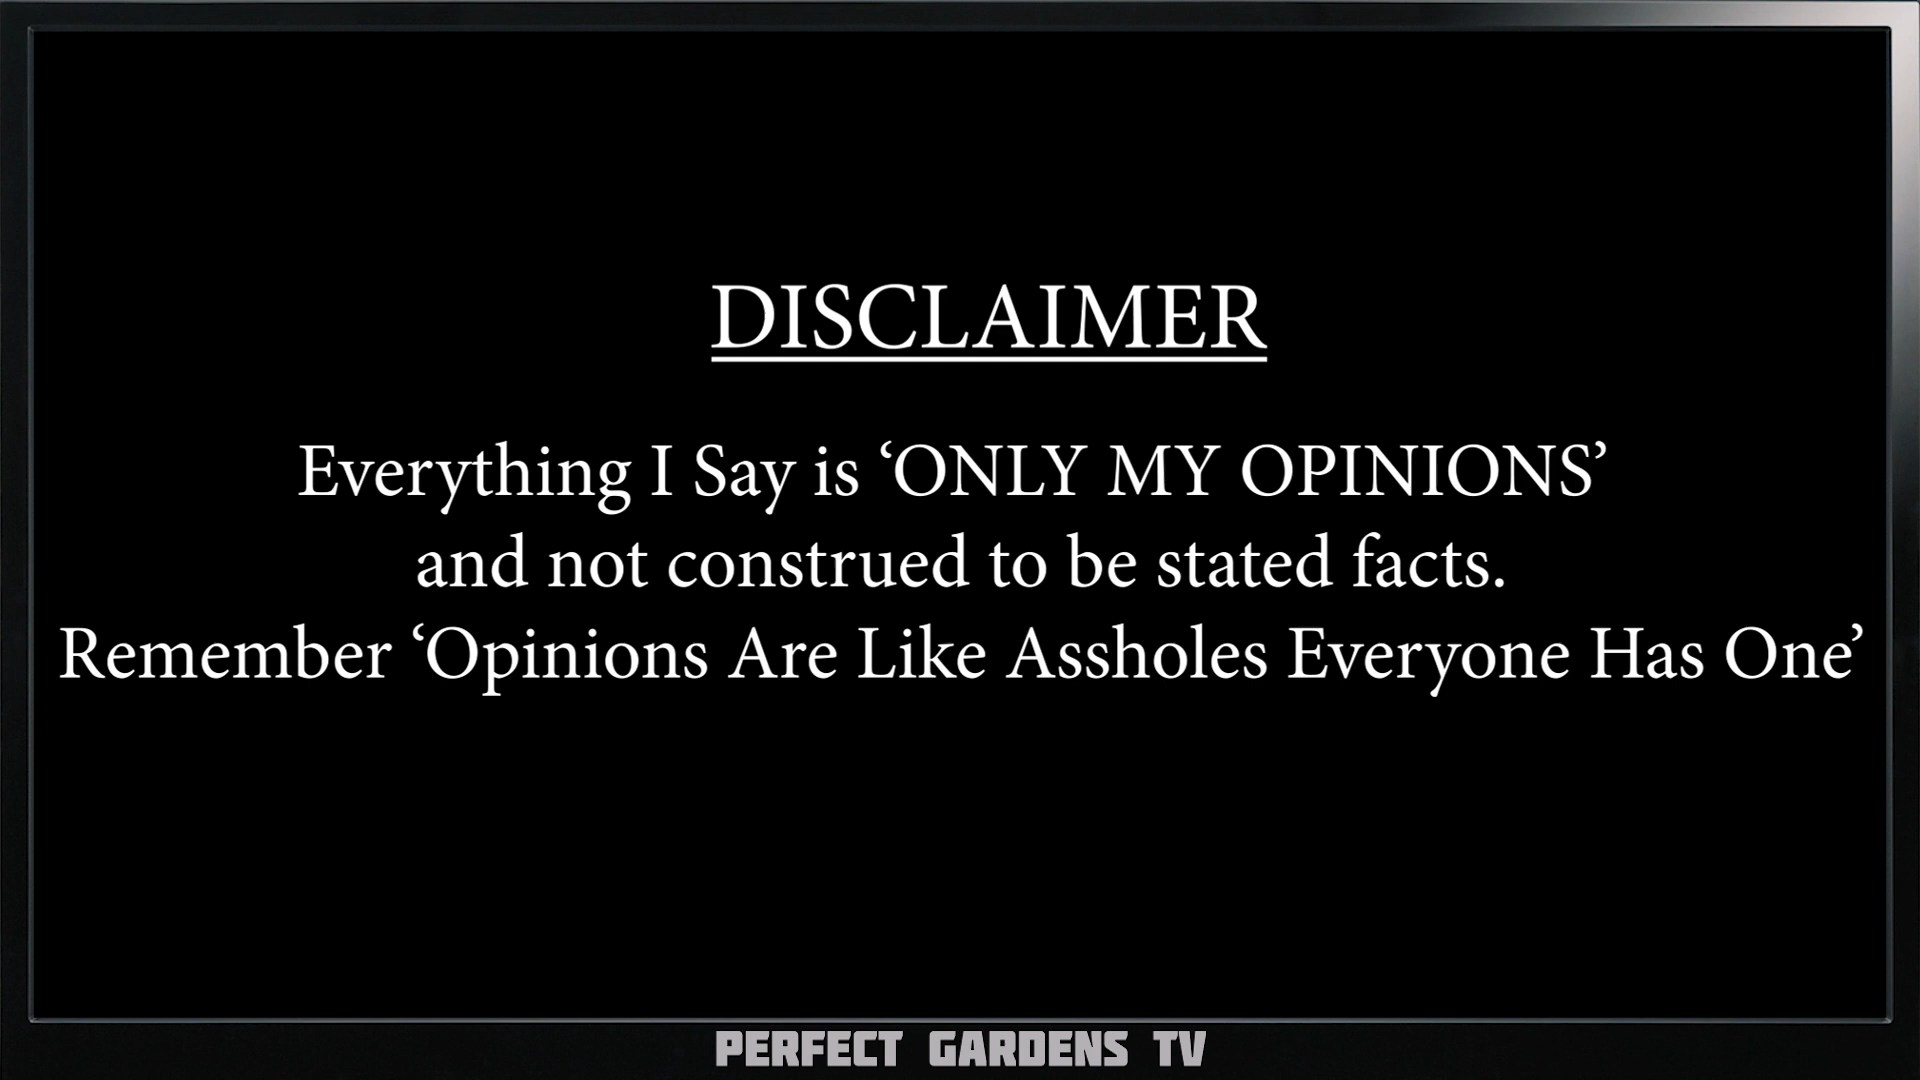 DISCLAIMER
Everything I Say is ‘ONLY MY OPINIONS’
and not construed to be stated facts.
Remember ‘Opinions Are Like Assholes Everyone Has One’
PERFECT GARDENS TV